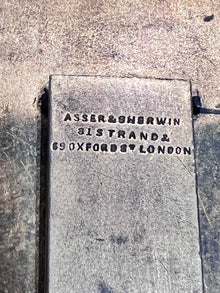 ASSER & SHERWIN
81 STRAND &
69 OXFORD ST LONDON